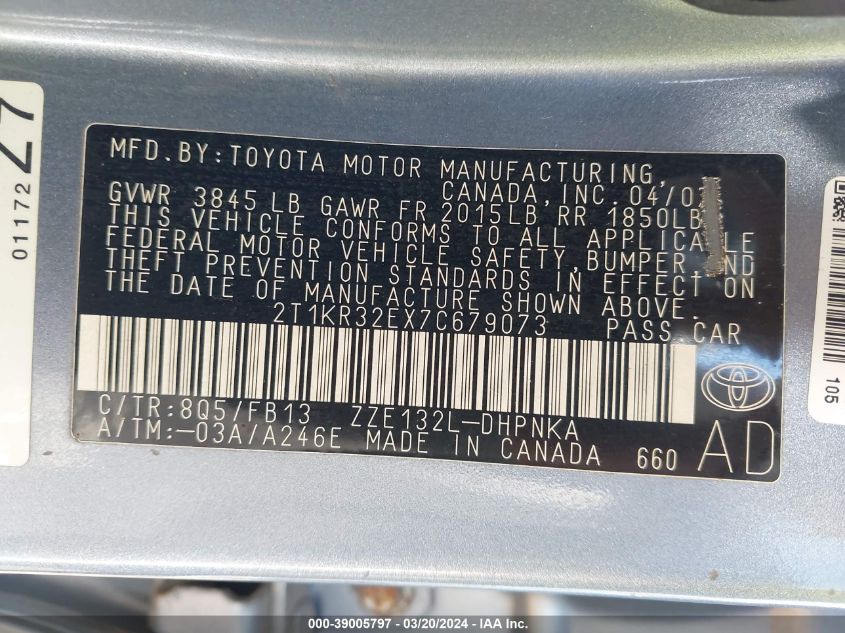 MFD.BY:TOYOTA MOTOR MANUFACTURING,
CANADA,INC. 04/0
GVWR 3845 LB GAWR FR 2015LB RR 1850LB
THIS VEHICLE CONFORMS TO ALL APPLICABLE
FEDERAL MOTOR VEHICLE SAFETY,BUMPER,AND
THEFT PREVENTION STANDARDS IN EFFECT ON
THE DATE OF MANUFACTURE SHOWN ABOVE.
2T1KR32EX7C679073 PASS.CAR
C/TR:8Q5/FB13 ZZE132L-DHPNKA
A/TM:-03A/A246E MADE IN CANADA 660 AD
01172
Z7
105
000-39005797 - 03/20/2024 - IAA Inc.